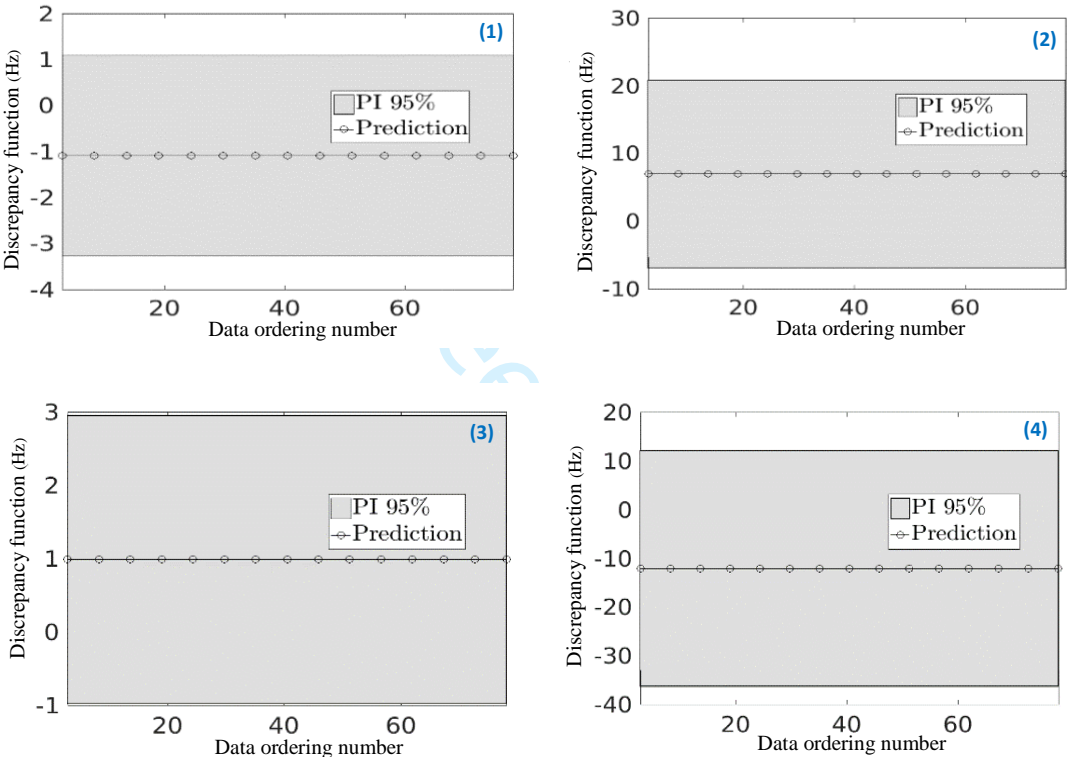 (1)
Discrepancy function (Hz)
2
1
0
-1
-2
-3
-4
PI 95%
Prediction
20
40
60
Data ordering number
(2)
Discrepancy function (Hz)
30
20
10
0
-10
PI 95%
Prediction
20
40
60
Data ordering number
(3)
Discrepancy function (Hz)
3
2
1
0
-1
PI 95%
Prediction
20
40
60
Data ordering number
(4)
Discrepancy function (Hz)
20
10
0
-10
-20
-30
-40
PI 95%
Prediction
20
40
60
Data ordering number